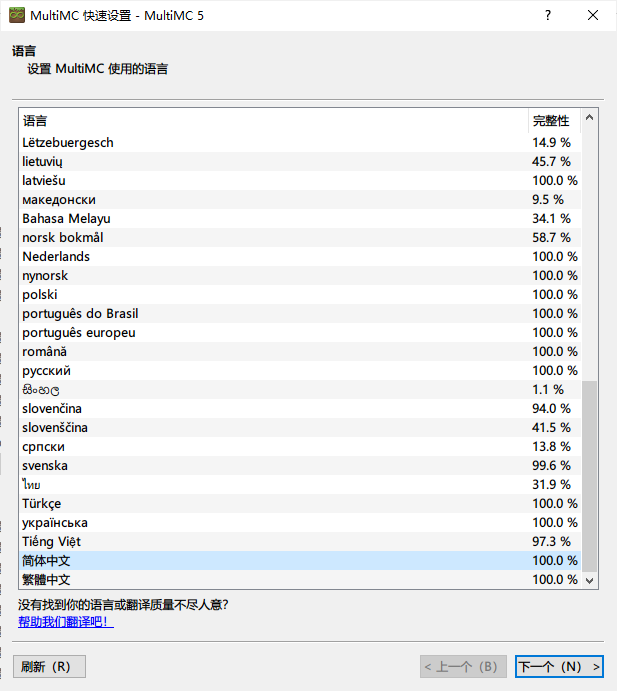 MultiMC 快速设置 - MultiMC 5
语言
设置 MultiMC 使用的语言
语言 完整性
Lëtzebuergesch 14.9 %
lietuvių 45.7 %
latviešu 100.0 %
македонски 9.5 %
Bahasa Melayu 34.1 %
norsk bokmål 58.7 %
Nederlands 100.0 %
nynorsk 100.0 %
polski 100.0 %
português do Brasil 100.0 %
português europeu 100.0 %
română 100.0 %
русский 100.0 %
සිංහල 1.1 %
slovenčina 94.0 %
slovenščina 41.5 %
српски 13.8 %
svenska 99.6 %
ไทย 31.9 %
Türkçe 100.0 %
українська 100.0 %
Tiếng Việt 97.3 %
简体中文 100.0 %
繁體中文 100.0 %
没有找到你的语言或翻译质量不尽人意?
帮助我们翻译吧!
刷新（R） < 上一个（B） 下一个（N） >